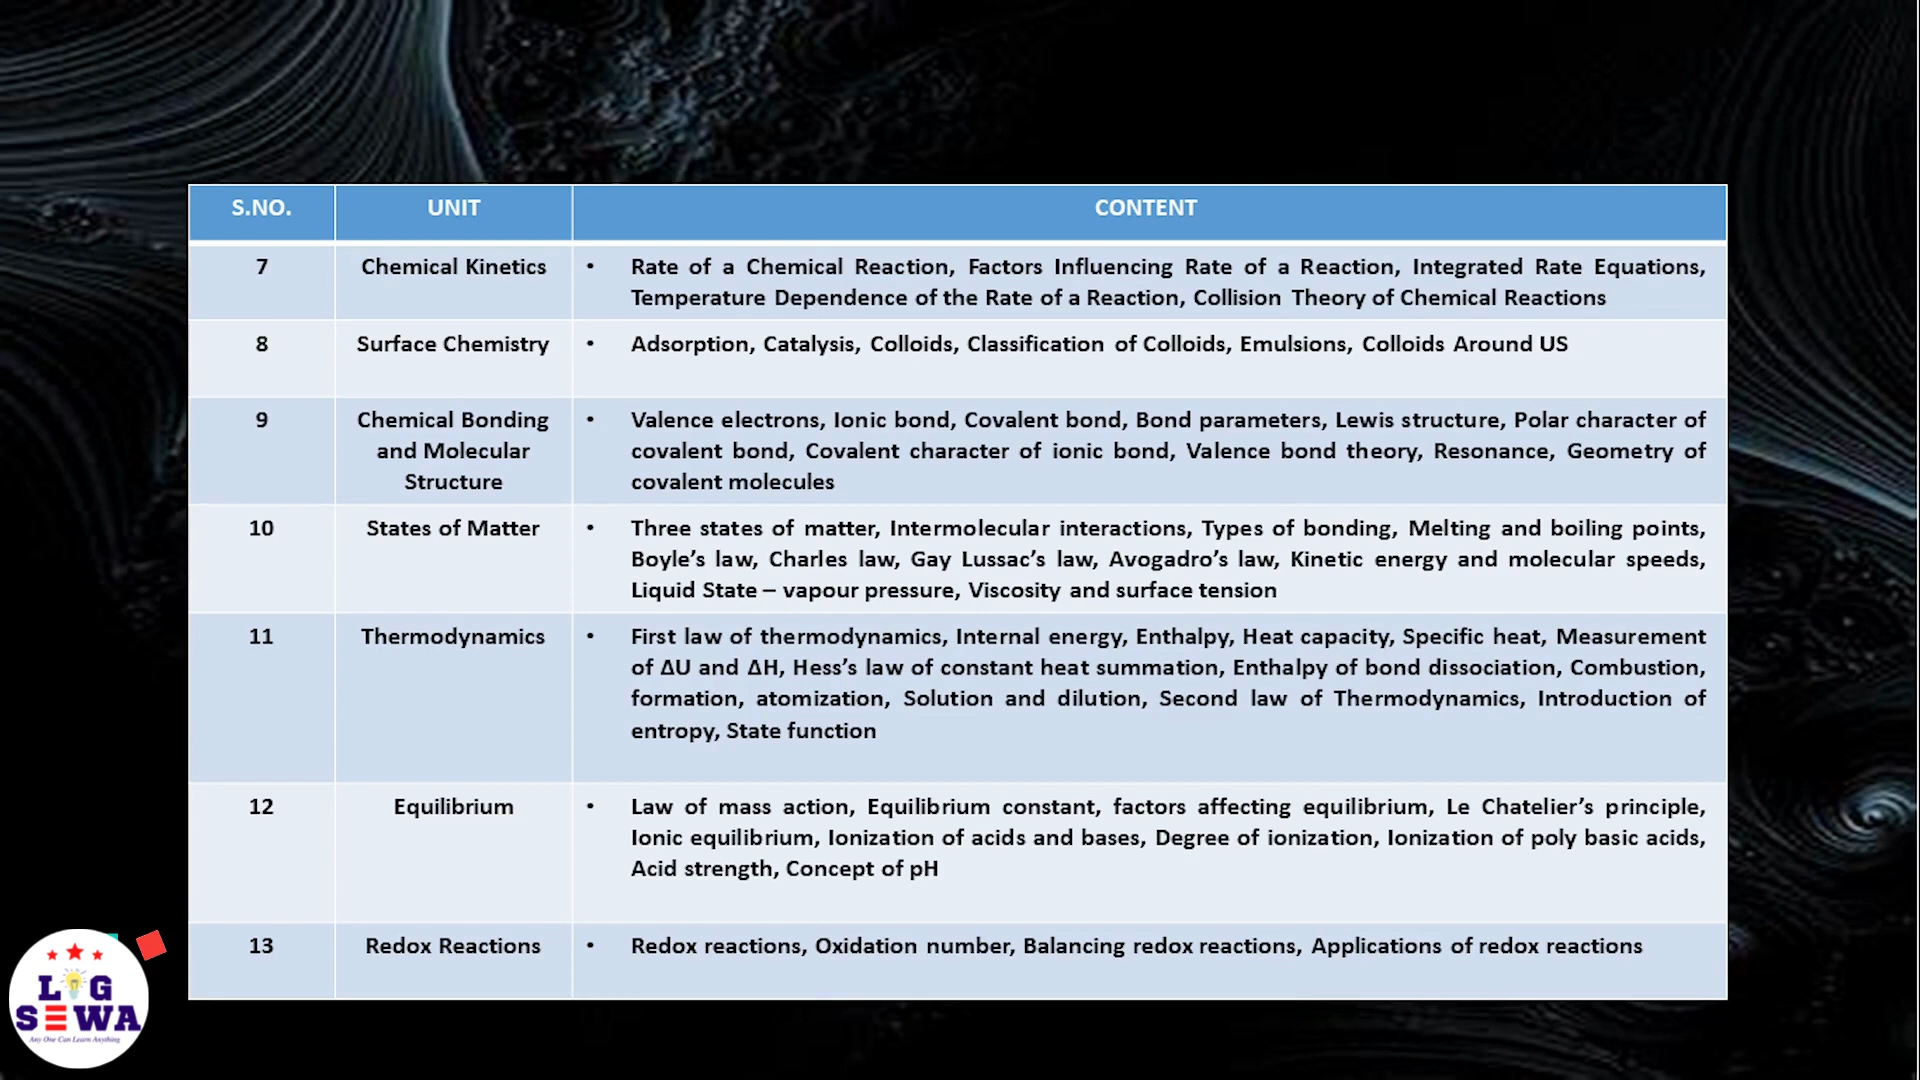 S.NO.
UNIT
CONTENT
7
Chemical Kinetics
• Rate of a Chemical Reaction, Factors Influencing Rate of a Reaction, Integrated Rate Equations,
Temperature Dependence of the Rate of a Reaction, Collision Theory of Chemical Reactions
8
Surface Chemistry
• Adsorption, Catalysis, Colloids, Classification of Colloids, Emulsions, Colloids Around US
9
Chemical Bonding
and Molecular
Structure
• Valence electrons, Ionic bond, Covalent bond, Bond parameters, Lewis structure, Polar character of
covalent bond, Covalent character of ionic bond, Valence bond theory, Resonance, Geometry of
covalent molecules
10
States of Matter
• Three states of matter, Intermolecular interactions, Types of bonding, Melting and boiling points,
Boyle’s law, Charles law, Gay Lussac’s law, Avogadro’s law, Kinetic energy and molecular speeds,
Liquid State – vapour pressure, Viscosity and surface tension
11
Thermodynamics
• First law of thermodynamics, Internal energy, Enthalpy, Heat capacity, Specific heat, Measurement
of ΔU and ΔH, Hess’s law of constant heat summation, Enthalpy of bond dissociation, Combustion,
formation, atomization, Solution and dilution, Second law of Thermodynamics, Introduction of
entropy, State function
12
Equilibrium
• Law of mass action, Equilibrium constant, factors affecting equilibrium, Le Chatelier’s principle,
Ionic equilibrium, Ionization of acids and bases, Degree of ionization, Ionization of poly basic acids,
Acid strength, Concept of pH
13
Redox Reactions
• Redox reactions, Oxidation number, Balancing redox reactions, Applications of redox reactions
LIG
SEWA
Any One Can Learn Anything